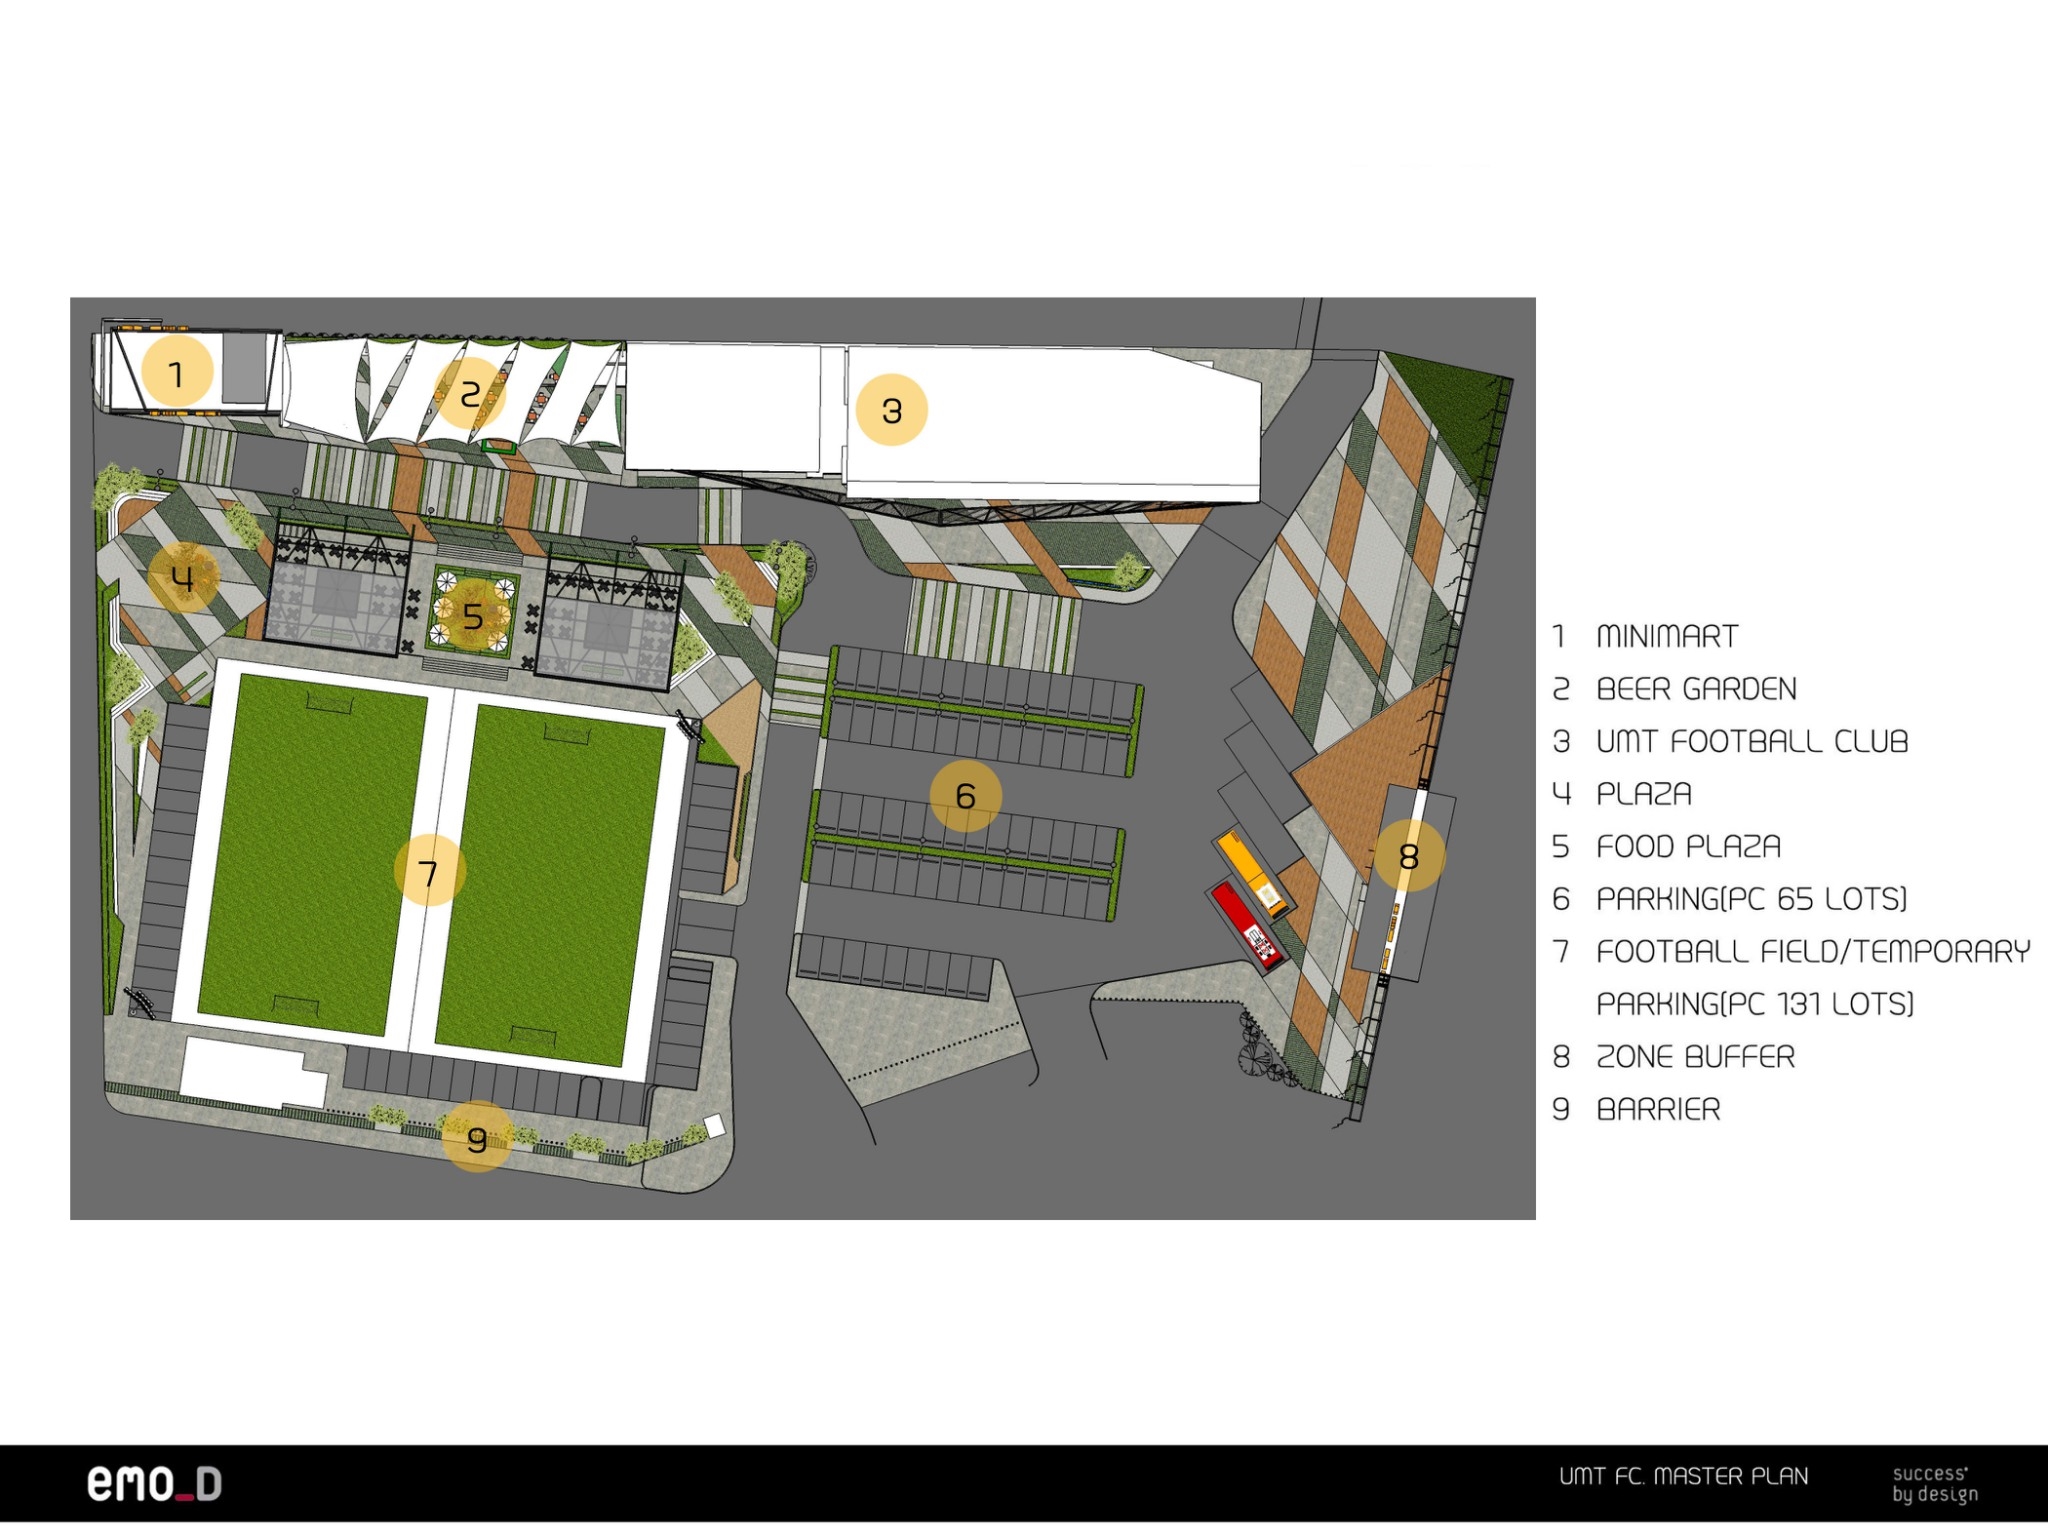 1
2
3
4
5
6
7
8
9
1 MINIMART
2 BEER GARDEN
3 UMT FOOTBALL CLUB
4 PLAZA
5 FOOD PLAZA
6 PARKING(PC 65 LOTS)
7 FOOTBALL FIELD/TEMPORARY
PARKING(PC 131 LOTS)
8 ZONE BUFFER
9 BARRIER
emo_D
UMT FC. MASTER PLAN
success
by design